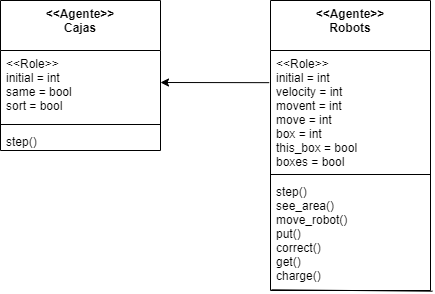 <<Agente>>
Cajas
<<Role>>
initial = int
same = bool
sort = bool
step()
<<Agente>>
Robots
<<Role>>
initial = int
velocity = int
movent = int
move = int
box = int
this_box = bool
boxes = bool
step()
see_area()
move_robot()
put()
correct()
get()
charge()